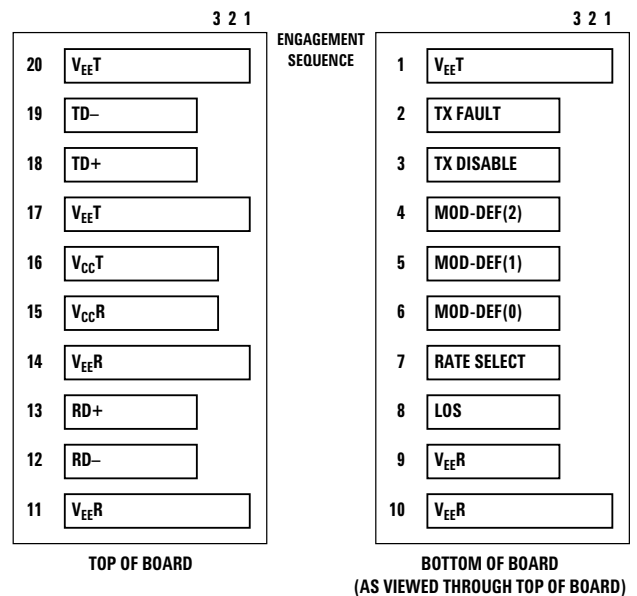 3 2 1
ENGAGEMENT
SEQUENCE
3 2 1
20 VEET
19 TD–
18 TD+
17 VEET
16 VCCT
15 VCCR
14 VEER
13 RD+
12 RD–
11 VEER
TOP OF BOARD
1 VEET
2 TX FAULT
3 TX DISABLE
4 MOD-DEF(2)
5 MOD-DEF(1)
6 MOD-DEF(0)
7 RATE SELECT
8 LOS
9 VEER
10 VEER
BOTTOM OF BOARD
(AS VIEWED THROUGH TOP OF BOARD)